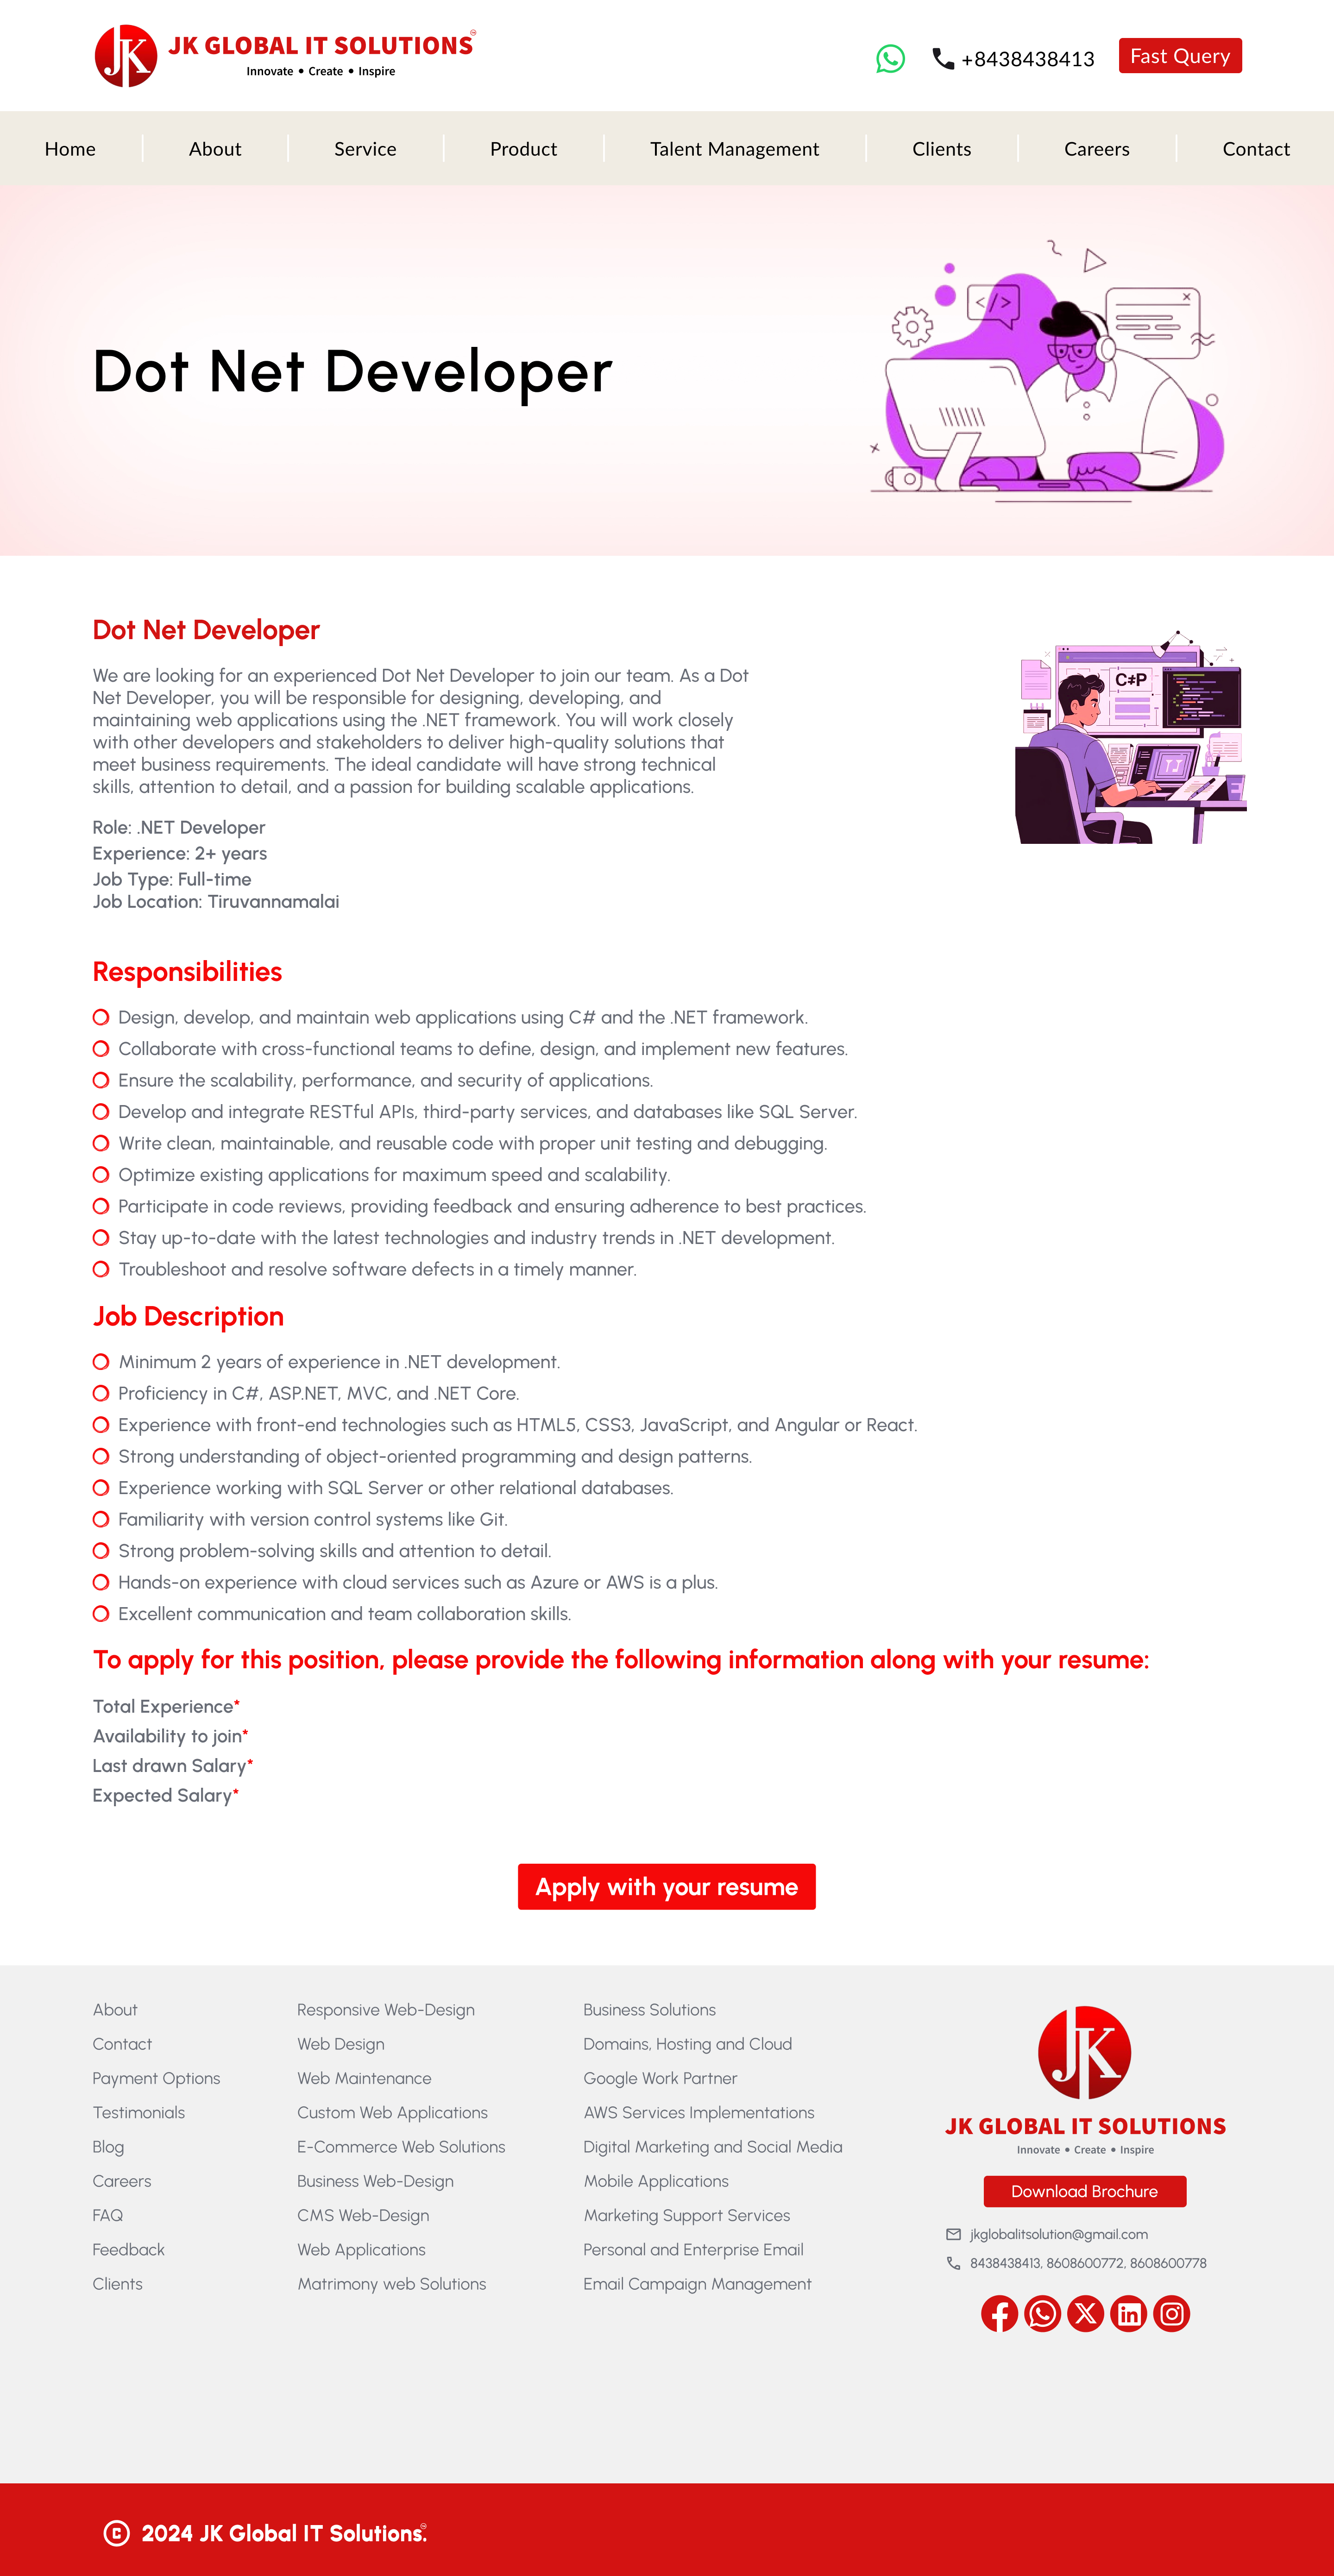 JK GLOBAL IT SOLUTIONS
Innovate • Create • Inspire
+8438438413
Fast Query
Home
About
Service
Product
Talent Management
Clients
Careers
Contact
</>
Dot Net Developer
Dot Net Developer
We are looking for an experienced Dot Net Developer to join our team. As a Dot
Net Developer, you will be responsible for designing, developing, and
maintaining web applications using the .NET framework. You will work closely
with other developers and stakeholders to deliver high-quality solutions that
meet business requirements. The ideal candidate will have strong technical
skills, attention to detail, and a passion for building scalable applications.
Role: .NET Developer
Experience: 2+ years
Job Type: Full-time
Job Location: Tiruvannamalai
Responsibilities
Design, develop, and maintain web applications using C# and the .NET framework.
Collaborate with cross-functional teams to define, design, and implement new features.
Ensure the scalability, performance, and security of applications.
Develop and integrate RESTful APIs, third-party services, and databases like SQL Server.
Write clean, maintainable, and reusable code with proper unit testing and debugging.
Optimize existing applications for maximum speed and scalability.
Participate in code reviews, providing feedback and ensuring adherence to best practices.
Stay up-to-date with the latest technologies and industry trends in .NET development.
Troubleshoot and resolve software defects in a timely manner.
Job Description
Minimum 2 years of experience in .NET development.
Proficiency in C#, ASP.NET, MVC, and .NET Core.
Experience with front-end technologies such as HTML5, CSS3, JavaScript, and Angular or React.
Strong understanding of object-oriented programming and design patterns.
Experience working with SQL Server or other relational databases.
Familiarity with version control systems like Git.
Strong problem-solving skills and attention to detail.
Hands-on experience with cloud services such as Azure or AWS is a plus.
Excellent communication and team collaboration skills.
To apply for this position, please provide the following information along with your resume:
Total Experience*
Availability to join*
Last drawn Salary*
Expected Salary*
Apply with your resume
About
Contact
Payment Options
Testimonials
Blog
Careers
FAQ
Feedback
Clients
Responsive Web-Design
Web Design
Web Maintenance
Custom Web Applications
E-Commerce Web Solutions
Business Web-Design
CMS Web-Design
Web Applications
Matrimony web Solutions
Business Solutions
Domains, Hosting and Cloud
Google Work Partner
AWS Services Implementations
Digital Marketing and Social Media
Mobile Applications
Marketing Support Services
Personal and Enterprise Email
Email Campaign Management
JK
JK GLOBAL IT SOLUTIONS
Innovate • Create • Inspire
Download Brochure
jkglobalitsolution@gmail.com
8438438413, 8608600772, 8608600778
© 2024 JK Global IT Solutions.